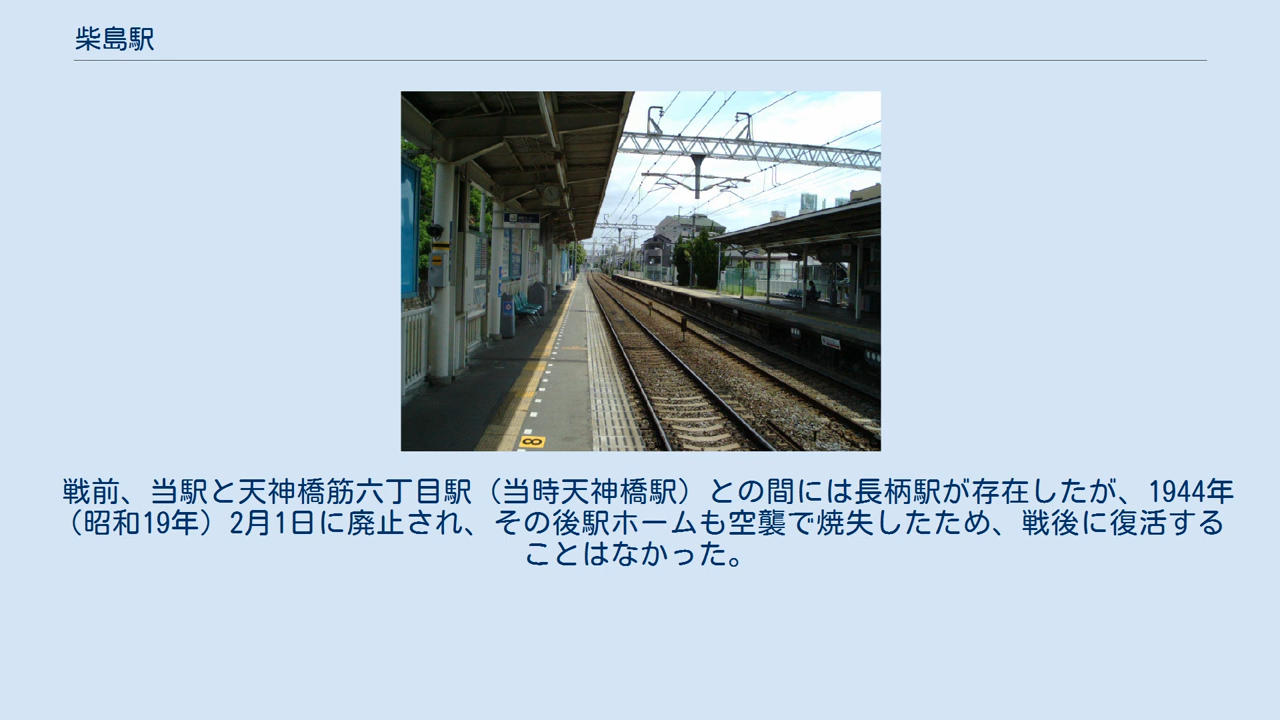 柴島駅
8
戦前、当駅と天神橋筋六丁目駅（当時天神橋駅）との間には長柄駅が存在したが、1944年
（昭和19年）2月1日に廃止され、その後駅ホームも空襲で焼失したため、戦後に復活する
ことはなかった。